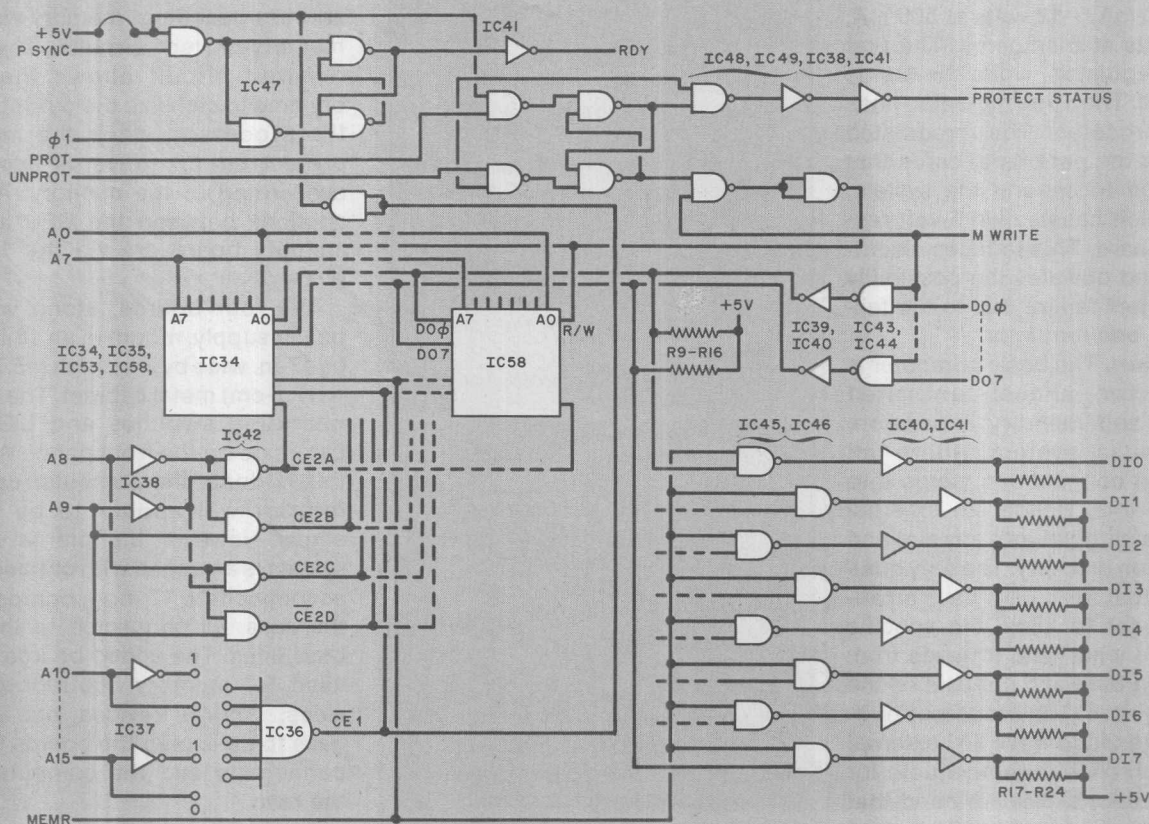 +5V
P SYNC
IC47
φ1
PROT
UNPROT
IC41
RDY
IC48, IC49, IC38, IC41
PROTECT STATUS
M WRITE
A0
A7
A7
A0
IC34, IC35,
IC53, IC58,
IC34
DOφ
DO7
A7
A0
R/W
IC58
+5V
R9-R16
IC39,
IC40
IC43,
IC44
DOφ
DO7
IC42
A8
IC38
A9
CE2A
CE2B
CE2C
CE2D
IC45, IC46
IC40, IC41
DI0
DI1
DI2
DI3
DI4
DI5
DI6
DI7
R17-R24
+5V
A10
1
0
IC37
A15
1
0
IC36
CE1
MEMR